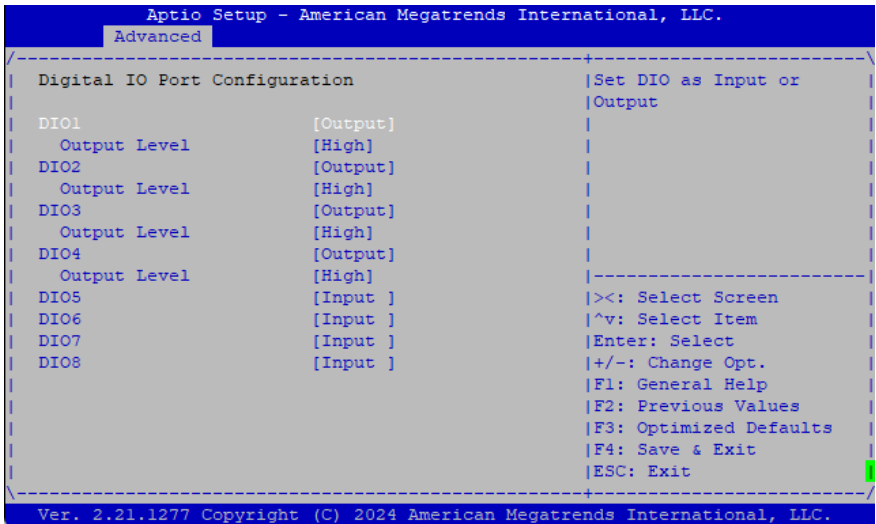 Aptio Setup - American Megatrends International, LLC.
Advanced
/-----------------------------------------------------+-------------------------\
| Digital IO Port Configuration |Set DIO as Input or |
| |Output |
| DIO1 [Output] | |
| Output Level [High] | |
| DIO2 [Output] | |
| Output Level [High] | |
| DIO3 [Output] | |
| Output Level [High] | |
| DIO4 [Output] | |
| Output Level [High] |-------------------------|
| DIO5 [Input ] |><: Select Screen |
| DIO6 [Input ] |^v: Select Item |
| DIO7 [Input ] |Enter: Select |
| DIO8 [Input ] |+/-: Change Opt. |
| |F1: General Help |
| |F2: Previous Values |
| |F3: Optimized Defaults |
| |F4: Save & Exit |
| |ESC: Exit |
\-----------------------------------------------------+-------------------------/
Ver. 2.21.1277 Copyright (C) 2024 American Megatrends International, LLC.